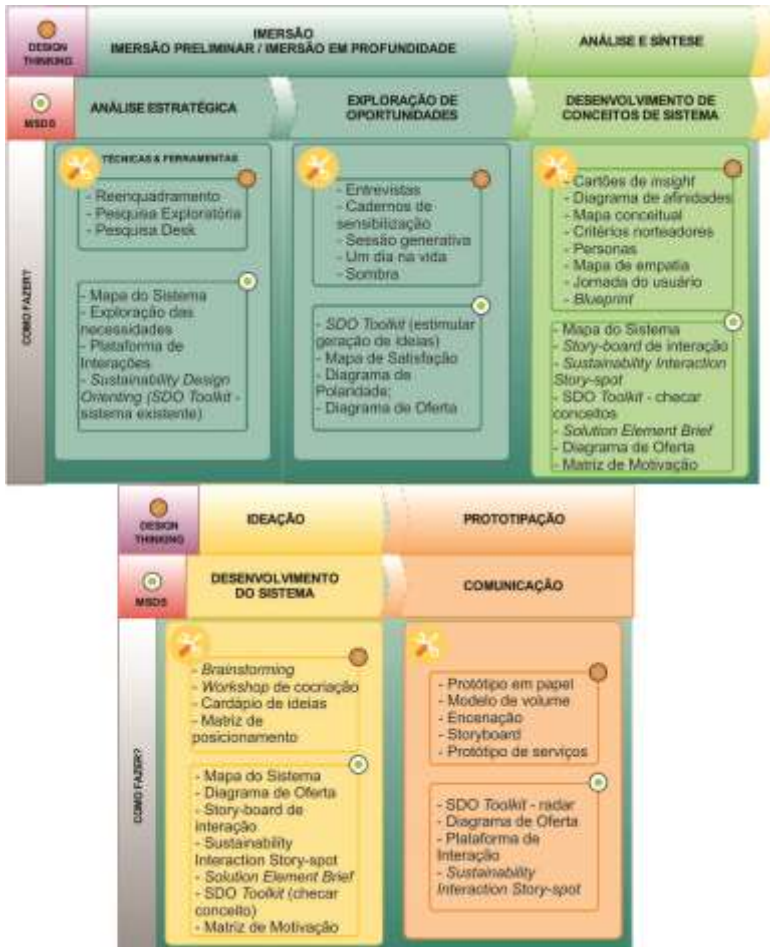 DESIGN
THINKING
IMERSÃO
IMERSÃO PRELIMINAR / IMERSÃO EM PROFUNDIDADE
ANÁLISE E SÍNTESE
MSDS
ANÁLISE ESTRATÉGICA
EXPLORAÇÃO DE
OPORTUNIDADES
DESENVOLVIMENTO DE
CONCEITOS DE SISTEMA
COMO FAZER?
TÉCNICAS & FERRAMENTAS
- Reenquadramento
- Pesquisa Exploratória
- Pesquisa Desk
- Mapa do Sistema
- Exploração das
necessidades
- Plataforma de
Interações
- Sustainability Design
Orienting (SDO Toolkit -
sistema existente)
- Entrevistas
- Cadernos de
sensibilização
- Sessão generativa
- Um dia na vida
- Sombra
- SDO Toolkit (estimular
geração de ideias)
- Mapa de Satisfação
- Diagrama de
Polaridade;
- Diagrama de Oferta
- Cartões de insight
- Diagrama de afinidades
- Mapa conceitual
- Critérios norteadores
- Personas
- Mapa de empatia
- Jornada do usuário
- Blueprint
- Mapa do Sistema
- Story-board de interação
- Sustainability Interaction
Story-spot
- SDO Toolkit - checar
conceitos
- Solution Element Brief
- Diagrama de Oferta
- Matriz de Motivação
DESIGN
THINKING
IDEAÇÃO
PROTOTIPAÇÃO
MSDS
DESENVOLVIMENTO
DO SISTEMA
COMUNICAÇÃO
COMO FAZER?
- Brainstorming
- Workshop de cocriação
- Cardápio de ideias
- Matriz de
posicionamento
- Mapa do Sistema
- Diagrama de Oferta
- Story-board de
interação
- Sustainability
Interaction Story-spot
- Solution Element Brief
- SDO Toolkit (checar
conceito)
- Matriz de Motivação
- Protótipo em papel
- Modelo de volume
- Encenação
- Storyboard
- Protótipo de serviços
- SDO Toolkit - radar
- Diagrama de Oferta
- Plataforma de
Interação
- Sustainability
Interaction Story-spot